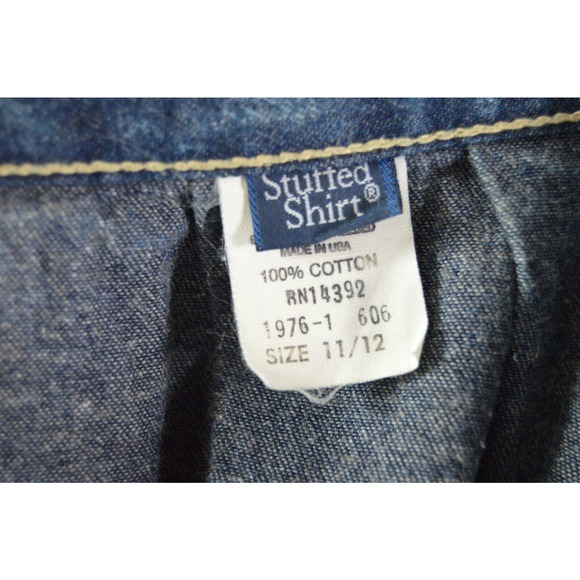 Stuffed
Shirt®
MADE IN USA
100% COTTON
RN14392
1976-1 606
SIZE 11/12